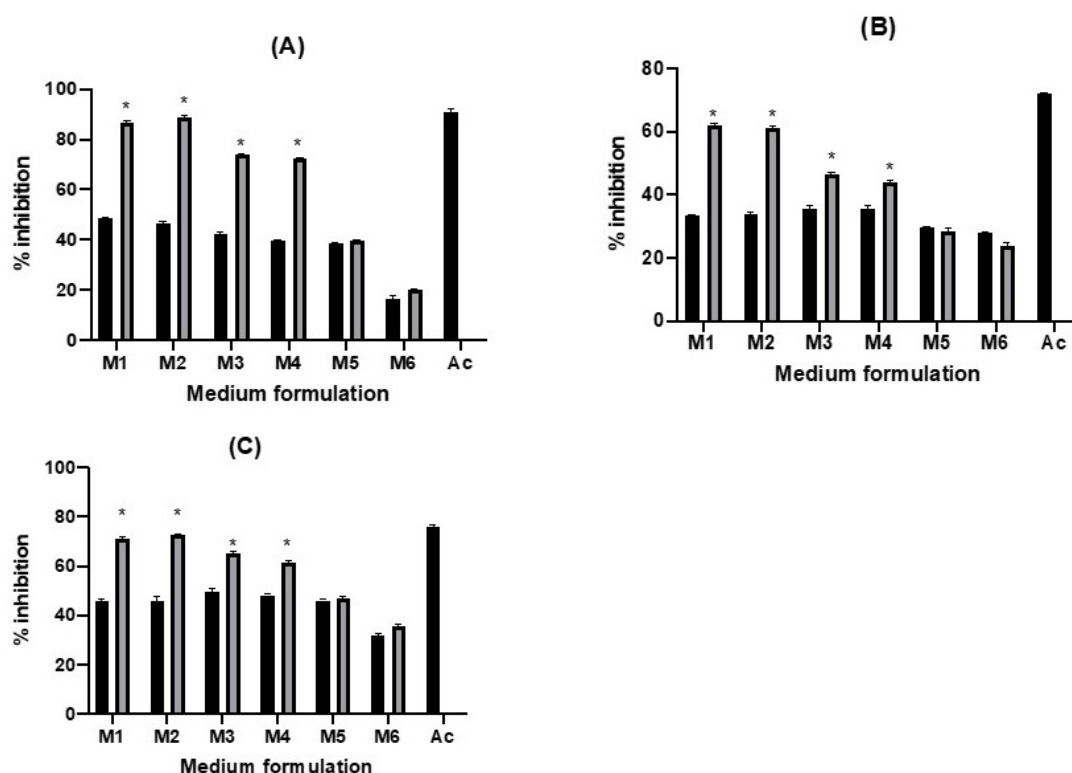 (A)
% inhibition
100
80
60
40
20
0
* * * *
M1 M2 M3 M4 M5 M6 Ac
Medium formulation
(B)
% inhibition
80
60
40
20
0
* * * *
M1 M2 M3 M4 M5 M6 Ac
Medium formulation
(C)
% inhibition
100
80
60
40
20
0
* * * *
M1 M2 M3 M4 M5 M6 Ac
Medium formulation